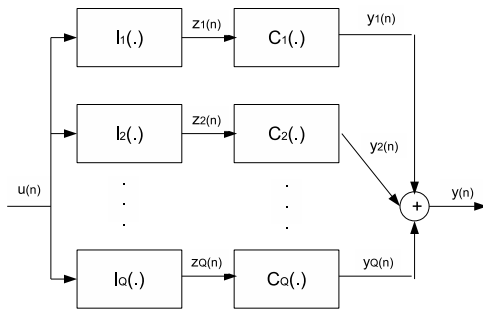 I1(.) z1(n) C1(.) y1(n)
I2(.) z2(n) C2(.) y2(n)
u(n) . . + y(n)
. .
. .
IQ(.) zQ(n) CQ(.) yQ(n)